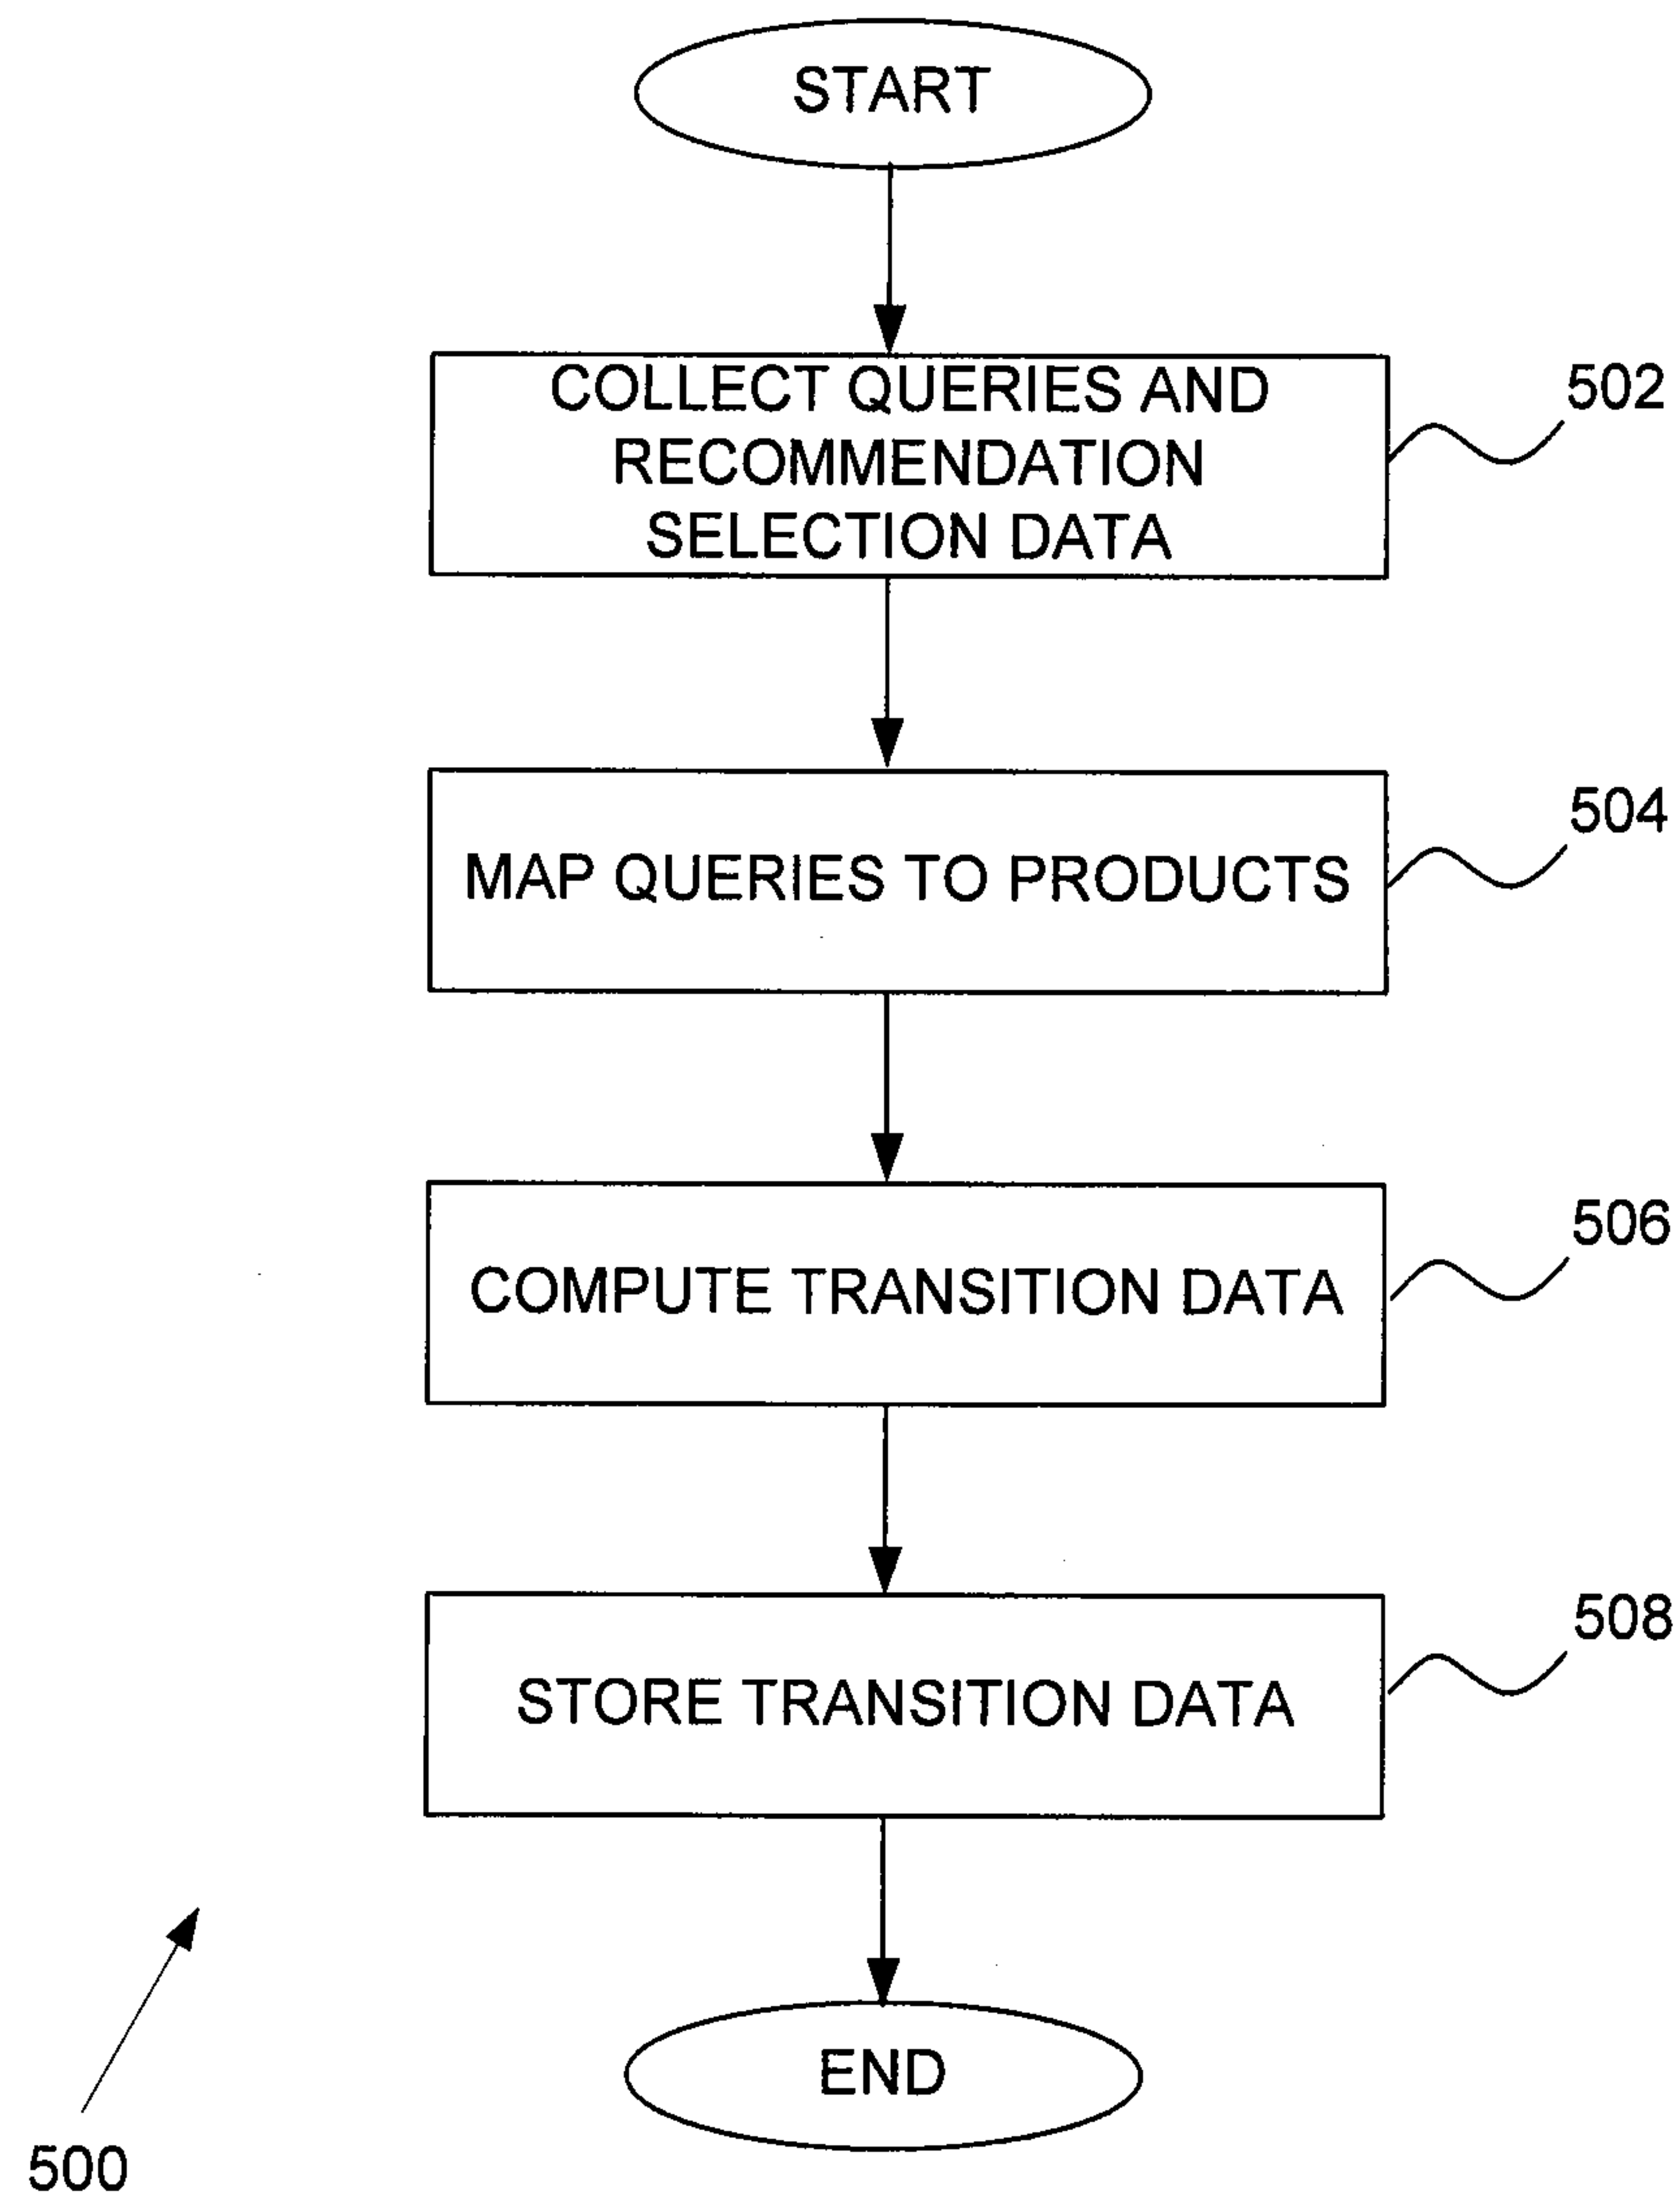 START
COLLECT QUERIES AND
RECOMMENDATION
SELECTION DATA
502
MAP QUERIES TO PRODUCTS
504
COMPUTE TRANSITION DATA
506
STORE TRANSITION DATA
508
END
500